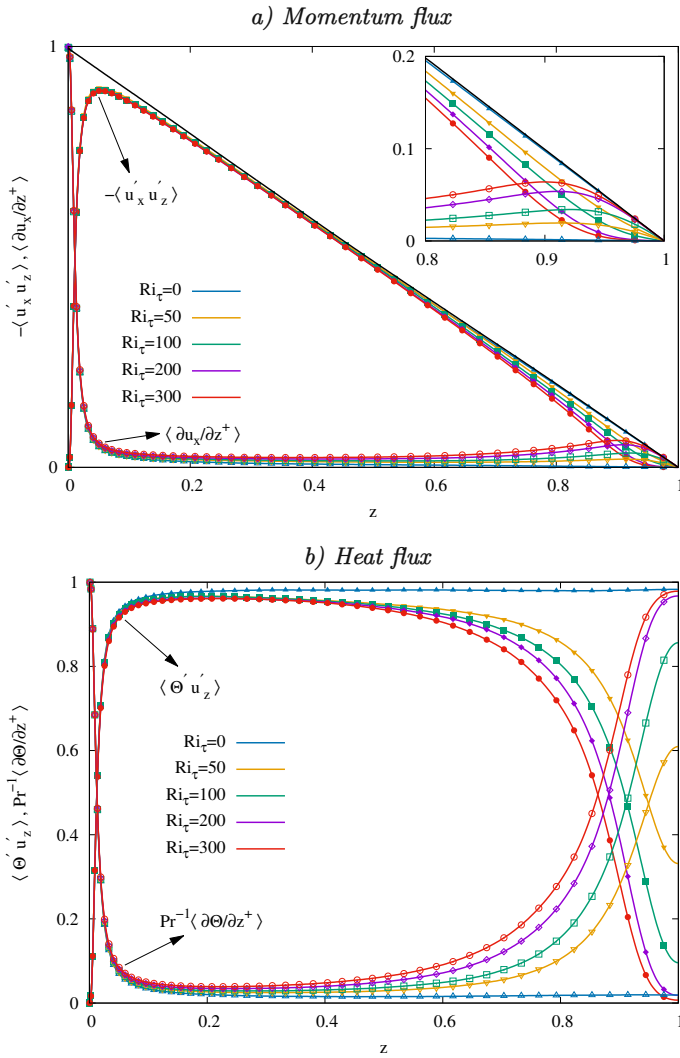 a) Momentum flux
−⟨ u′x u′z ⟩, ⟨ ∂ux/∂z+ ⟩
1
0
0
0.2
0.4
0.6
0.8
1
z
−⟨ u′x u′z ⟩
⟨ ∂ux/∂z+ ⟩
Riτ=0
Riτ=50
Riτ=100
Riτ=200
Riτ=300
0.2
0.1
0
0.8
0.9
1
b) Heat flux
⟨ Θ′ u′z ⟩, Pr−1⟨ ∂Θ/∂z+ ⟩
1
0.8
0.6
0.4
0.2
0
0
0.2
0.4
0.6
0.8
1
z
⟨ Θ′ u′z ⟩
Riτ=0
Riτ=50
Riτ=100
Riτ=200
Riτ=300
Pr−1⟨ ∂Θ/∂z+ ⟩